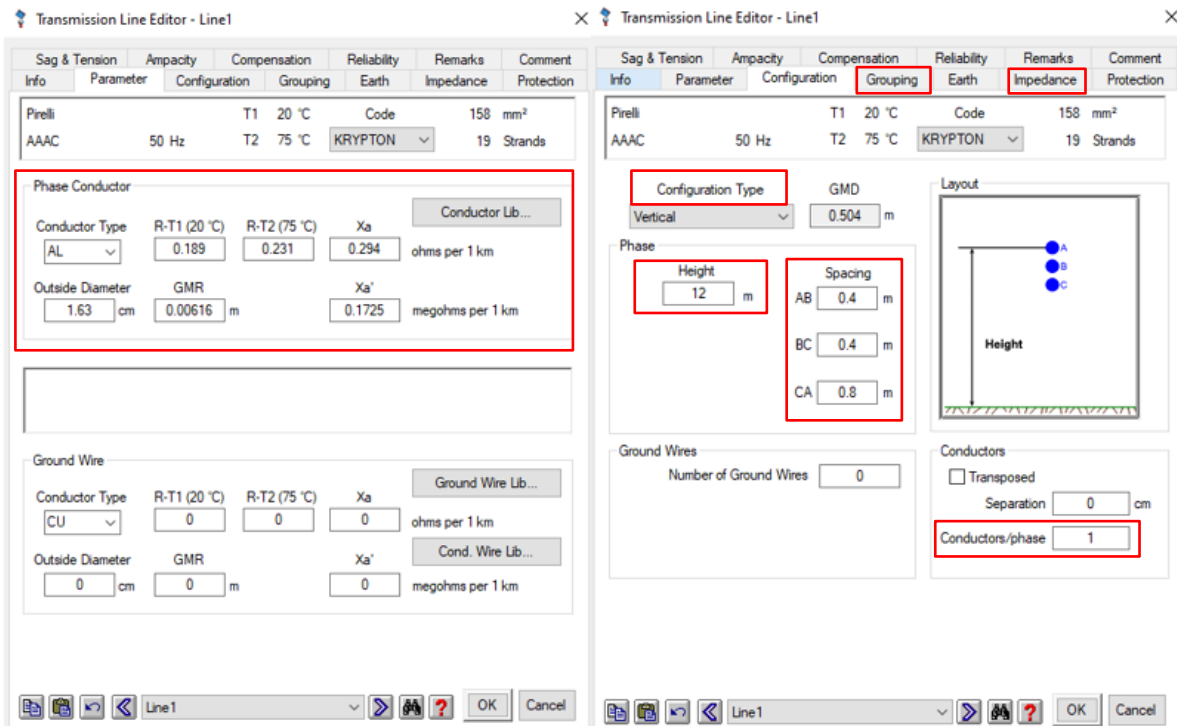 Transmission Line Editor - Line1
Sag & Tension Ampacity Compensation Reliability Remarks Comment
Info Parameter Configuration Grouping Earth Impedance Protection
Pirelli T1 20 °C Code 158 mm²
AAAC 50 Hz T2 75 °C KRYPTON 19 Strands
Phase Conductor
Conductor Lib...
Conductor Type R-T1 (20 °C) R-T2 (75 °C) Xa
AL 0.189 0.231 0.294 ohms per 1 km
Outside Diameter GMR Xa'
1.63 cm 0.00616 m 0.1725 megohms per 1 km
Ground Wire
Ground Wire Lib...
Conductor Type R-T1 (20 °C) R-T2 (75 °C) Xa
CU 0 0 0 ohms per 1 km
Cond. Wire Lib...
Outside Diameter GMR Xa'
0 cm 0 m 0 megohms per 1 km
Line1 OK Cancel
Transmission Line Editor - Line1
Sag & Tension Ampacity Compensation Reliability Remarks Comment
Info Parameter Configuration Grouping Earth Impedance Protection
Pirelli T1 20 °C Code 158 mm²
AAAC 50 Hz T2 75 °C KRYPTON 19 Strands
Configuration Type GMD
Vertical 0.504 m
Phase
Height
12 m
Spacing
AB 0.4 m
BC 0.4 m
CA 0.8 m
Layout
A
B
C
Height
Ground Wires
Number of Ground Wires 0
Conductors
Transposed
Separation 0 cm
Conductors/phase 1
Line1 OK Cancel